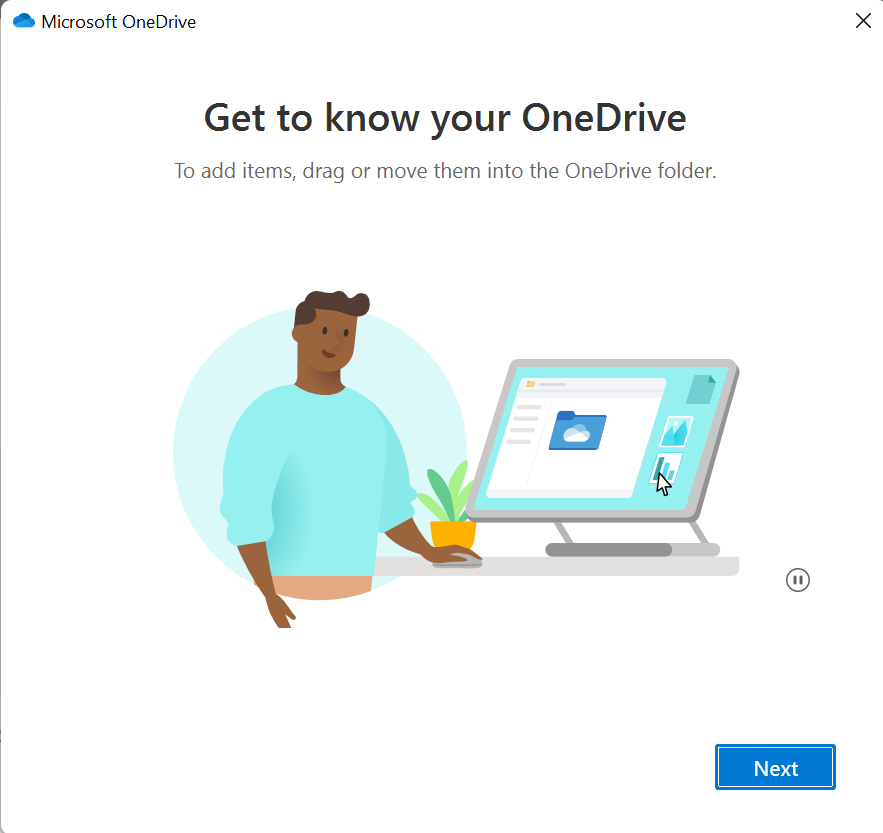 Microsoft OneDrive
Get to know your OneDrive
To add items, drag or move them into the OneDrive folder.
Next